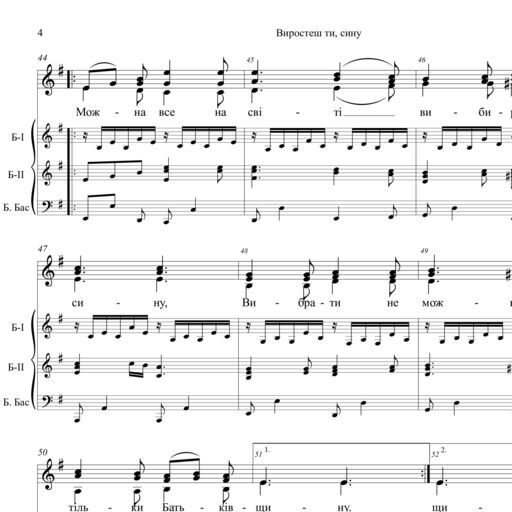 4 Виростеш ти, сину
44 45 46
Мож - на все на сві - ті ви - би -
Б-I
Б-II
Б. Бас
47 48 49
си - ну, Ви - бра - ти не мож -
Б-I
Б-II
Б. Бас
50 51 1. 52 2.
тіль - ки Бать - ків - щи - ну. щи -